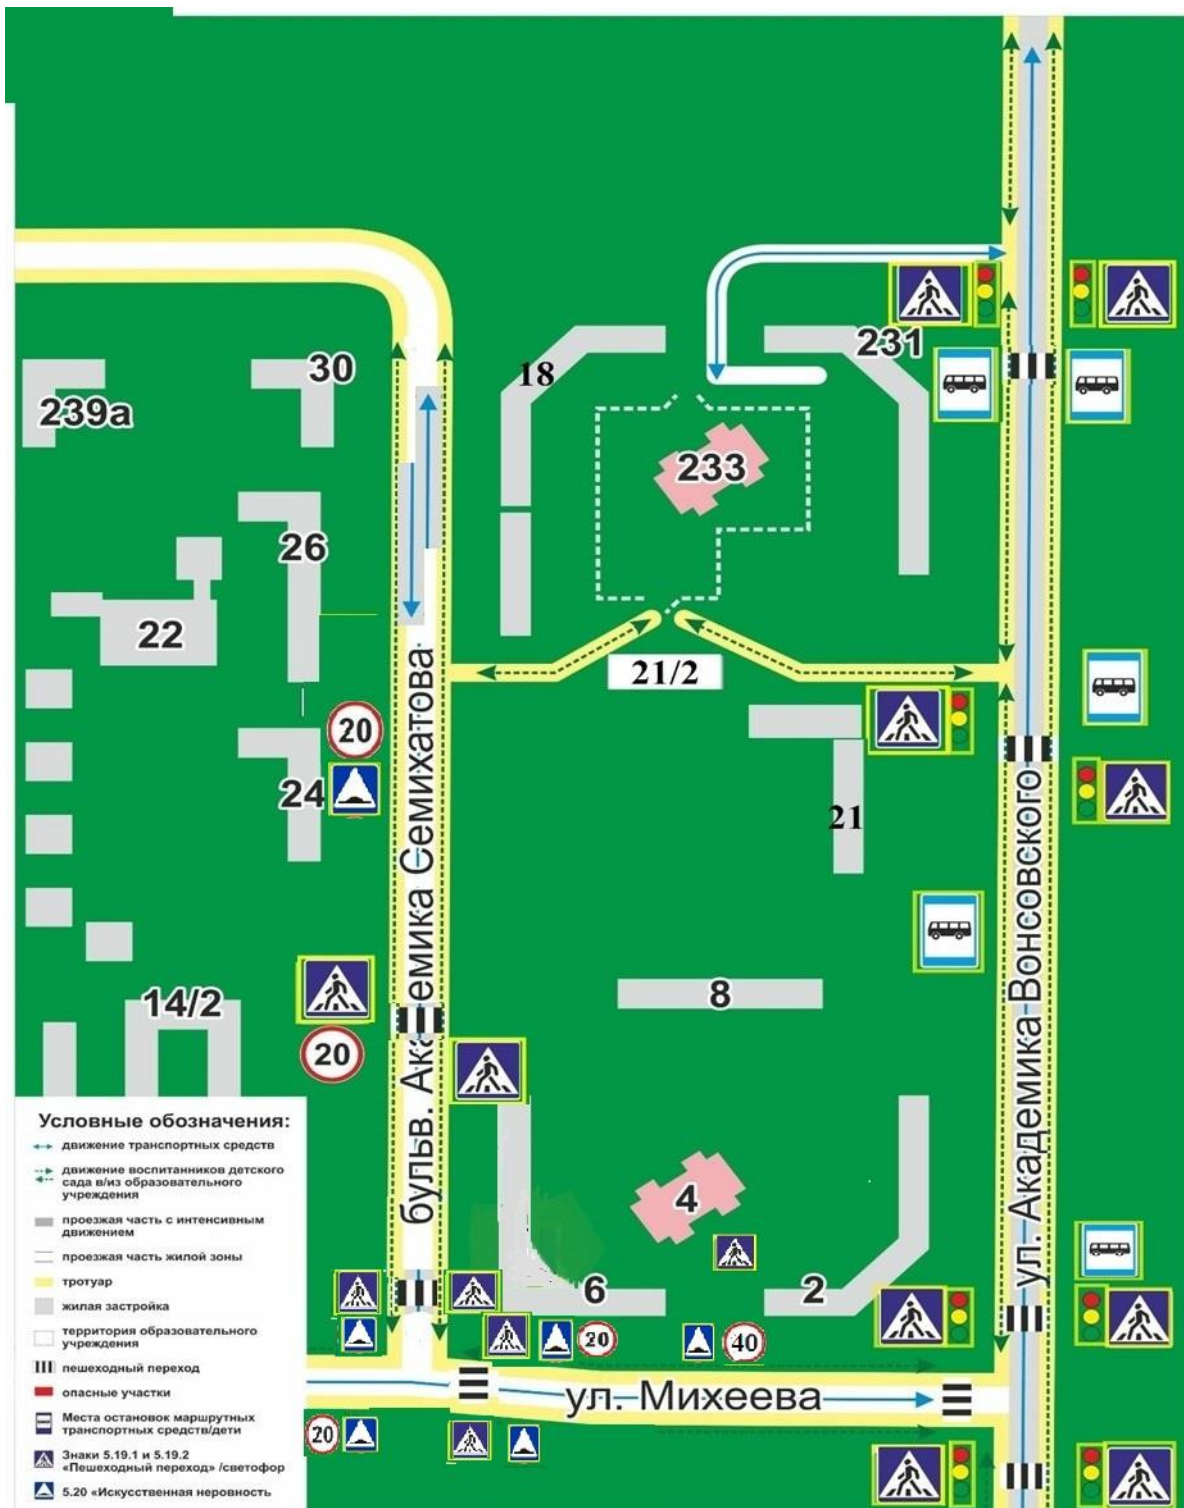 30
231
18
239а
233
26
22
21/2
20
24
21
бульв. Академика Семихатова
ул. Академика Вонсовского
8
14/2
20
4
6
2
20
40
ул. Михеева
20
Условные обозначения:
движение транспортных средств
движение воспитанников детского
сада в/из образовательного
учреждения
проезжая часть с интенсивным
движением
проезжая часть жилой зоны
тротуар
жилая застройка
территория образовательного
учреждения
пешеходный переход
опасные участки
Места остановок маршрутных
транспортных средств/дети
Знаки 5.19.1 и 5.19.2
«Пешеходный переход» /светофор
5.20 «Искусственная неровность